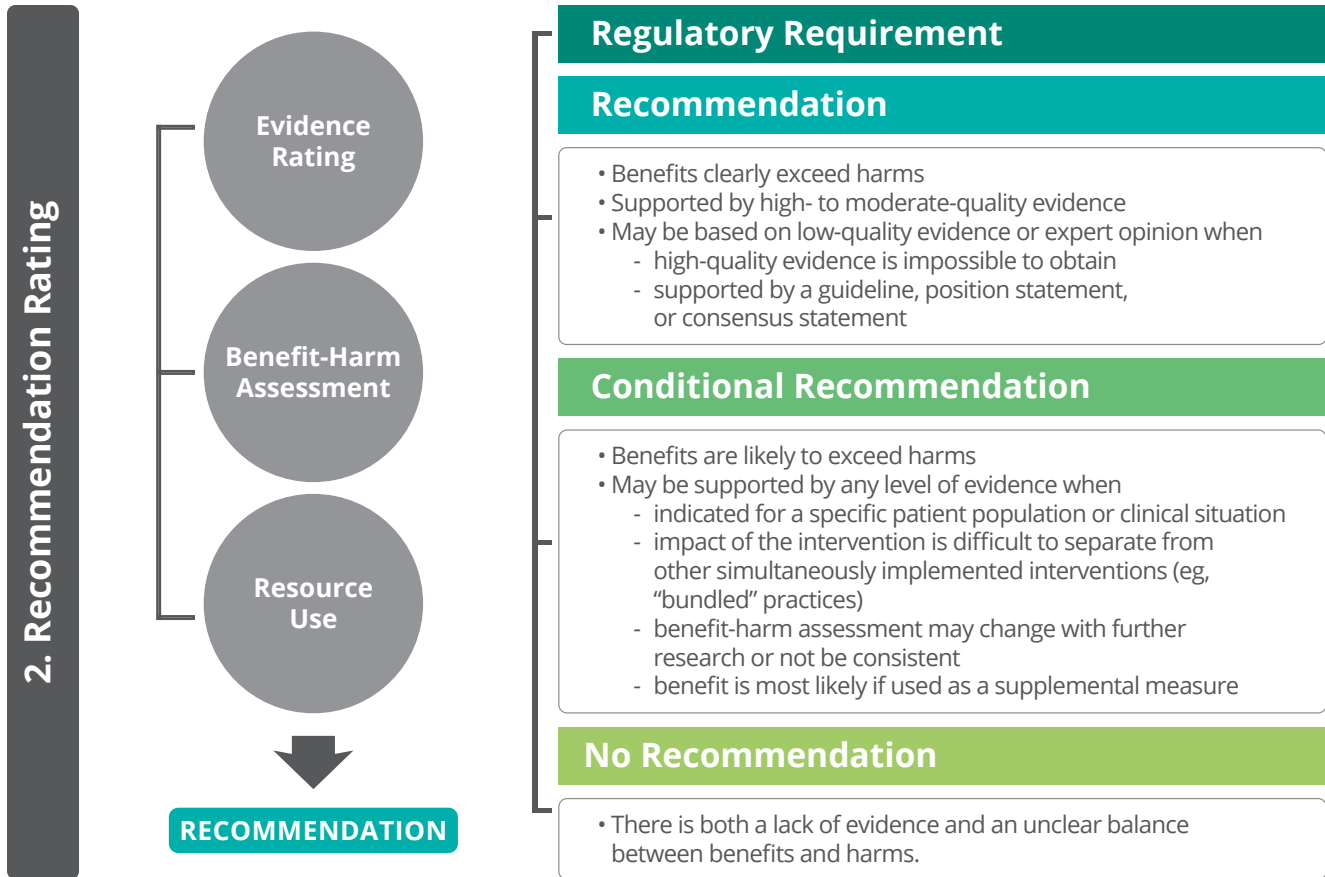 2. Recommendation Rating
Evidence
Rating
Benefit-Harm
Assessment
Resource
Use
RECOMMENDATION
Regulatory Requirement
Recommendation
• Benefits clearly exceed harms
• Supported by high- to moderate-quality evidence
• May be based on low-quality evidence or expert opinion when
- high-quality evidence is impossible to obtain
- supported by a guideline, position statement,
or consensus statement
Conditional Recommendation
• Benefits are likely to exceed harms
• May be supported by any level of evidence when
- indicated for a specific patient population or clinical situation
- impact of the intervention is difficult to separate from
other simultaneously implemented interventions (eg,
“bundled” practices)
- benefit-harm assessment may change with further
research or not be consistent
- benefit is most likely if used as a supplemental measure
No Recommendation
• There is both a lack of evidence and an unclear balance
between benefits and harms.